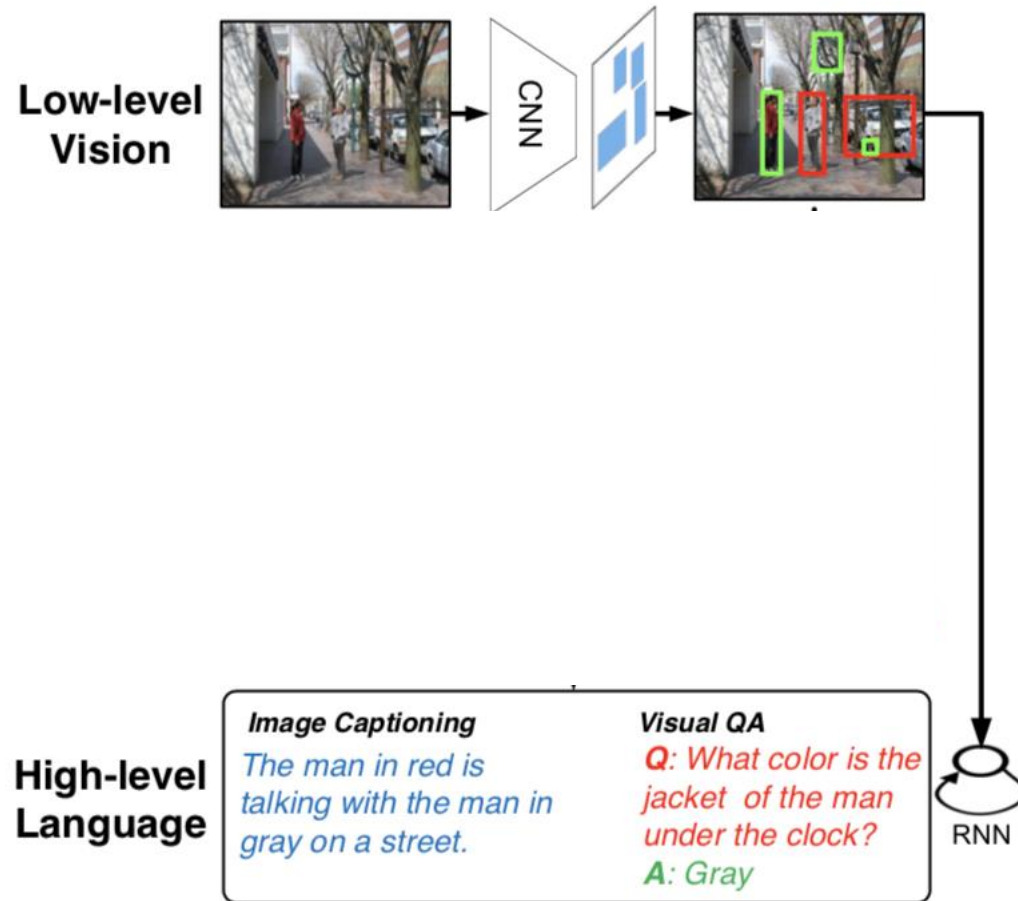 Low-level
Vision
CNN
High-level
Language
Image Captioning
The man in red is
talking with the man in
gray on a street.
Visual QA
Q: What color is the
jacket of the man
under the clock?
A: Gray
RNN